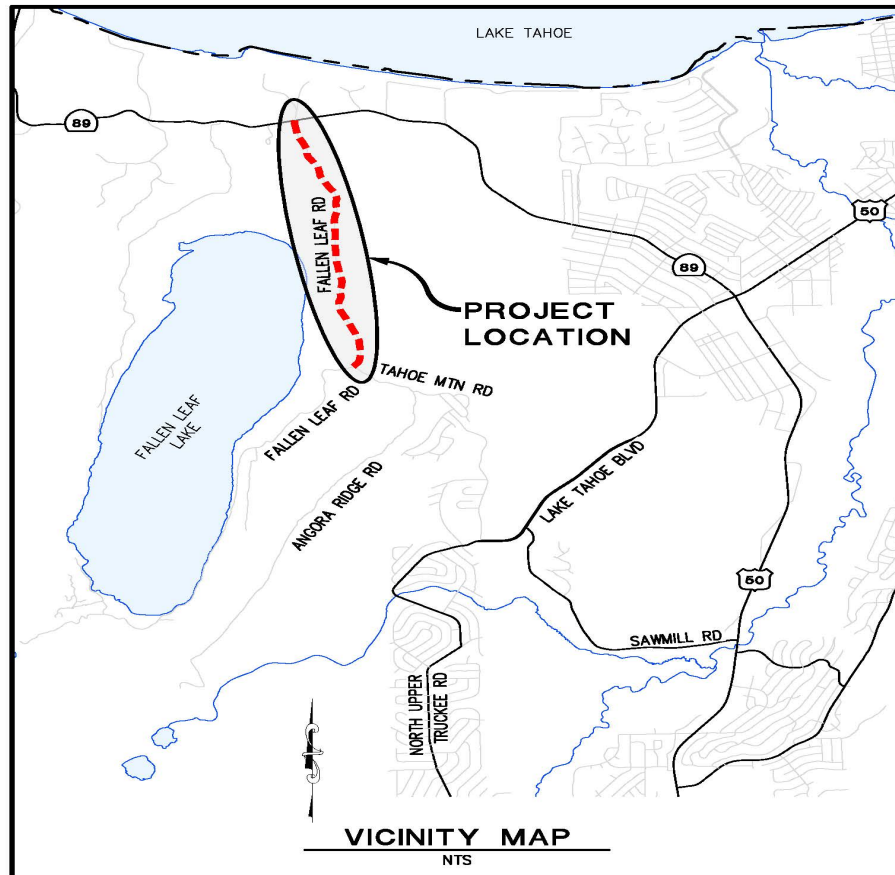 LAKE TAHOE
89
50
FALLEN LEAF RD
89
PROJECT
LOCATION
TAHOE MTN RD
FALLEN LEAF RD
FALLEN LEAF
LAKE
ANGORA RIDGE RD
LAKE TAHOE BLVD
50
SAWMILL RD
NORTH UPPER
TRUCKEE RD
VICINITY MAP
NTS